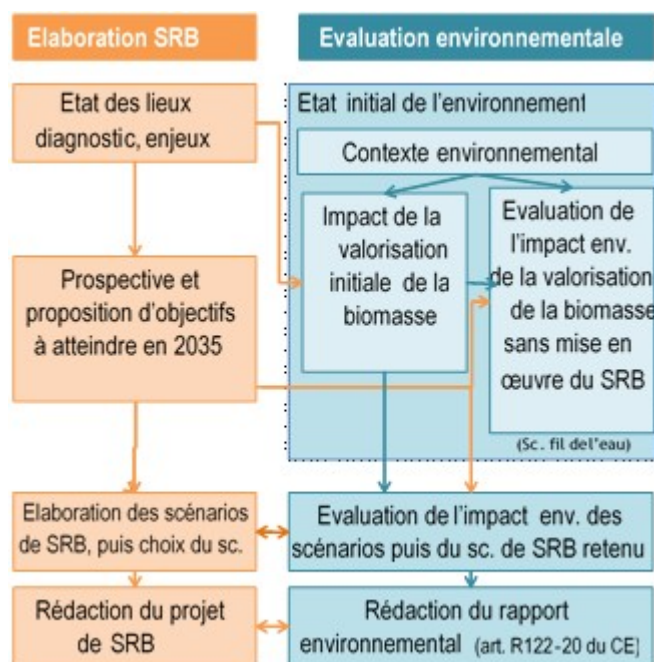 Elaboration SRB
Evaluation environnementale
Etat des lieux
diagnostic, enjeux
Etat initial de l'environnement
Contexte environnemental
Impact de la
valorisation
initiale de la
biomasse
Evaluation de
l'impact env.
de la valorisation
de la biomasse
sans mise en
œuvre du SRB
(Sc. fil del'eau)
Prospective et
proposition d'objectifs
à atteindre en 2035
Elaboration des scénarios
de SRB, puis choix du sc.
Evaluation de l'impact env. des
scénarios puis du sc. de SRB retenu
Rédaction du projet
de SRB
Rédaction du rapport
environmental (art. R122-20 du CE)